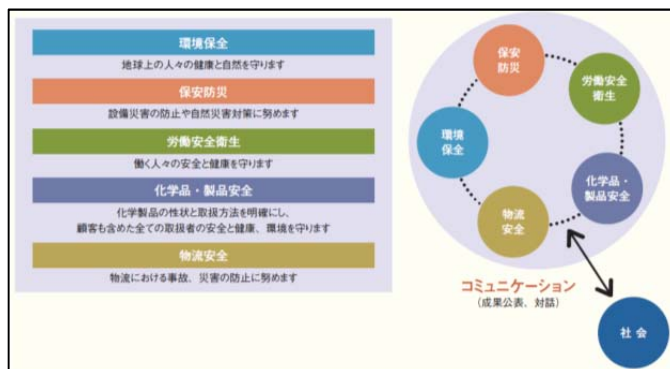 環境保全
地球上の人々の健康と自然を守ります
保安防災
設備災害の防止や自然災害対策に努めます
労働安全衛生
働く人々の安全と健康を守ります
化学品・製品安全
化学製品の性状と取扱方法を明確にし、
顧客も含めた全ての取扱者の安全と健康、環境を守ります
物流安全
物流における事故、災害の防止に努めます
保安
防災
労働安全
衛生
環境
保全
化学品・
製品安全
物流
安全
コミュニケーション
（成果公表、対話）
社会